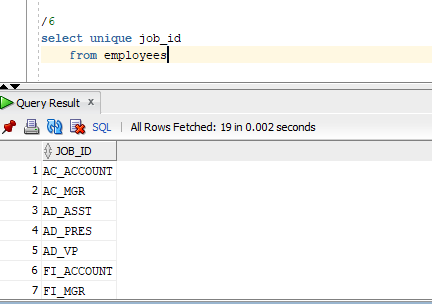 /6
select unique job_id
from employees
Query Result x
SQL | All Rows Fetched: 19 in 0.002 seconds
JOB_ID
1 AC_ACCOUNT
2 AC_MGR
3 AD_ASST
4 AD_PRES
5 AD_VP
6 FI_ACCOUNT
7 FI_MGR